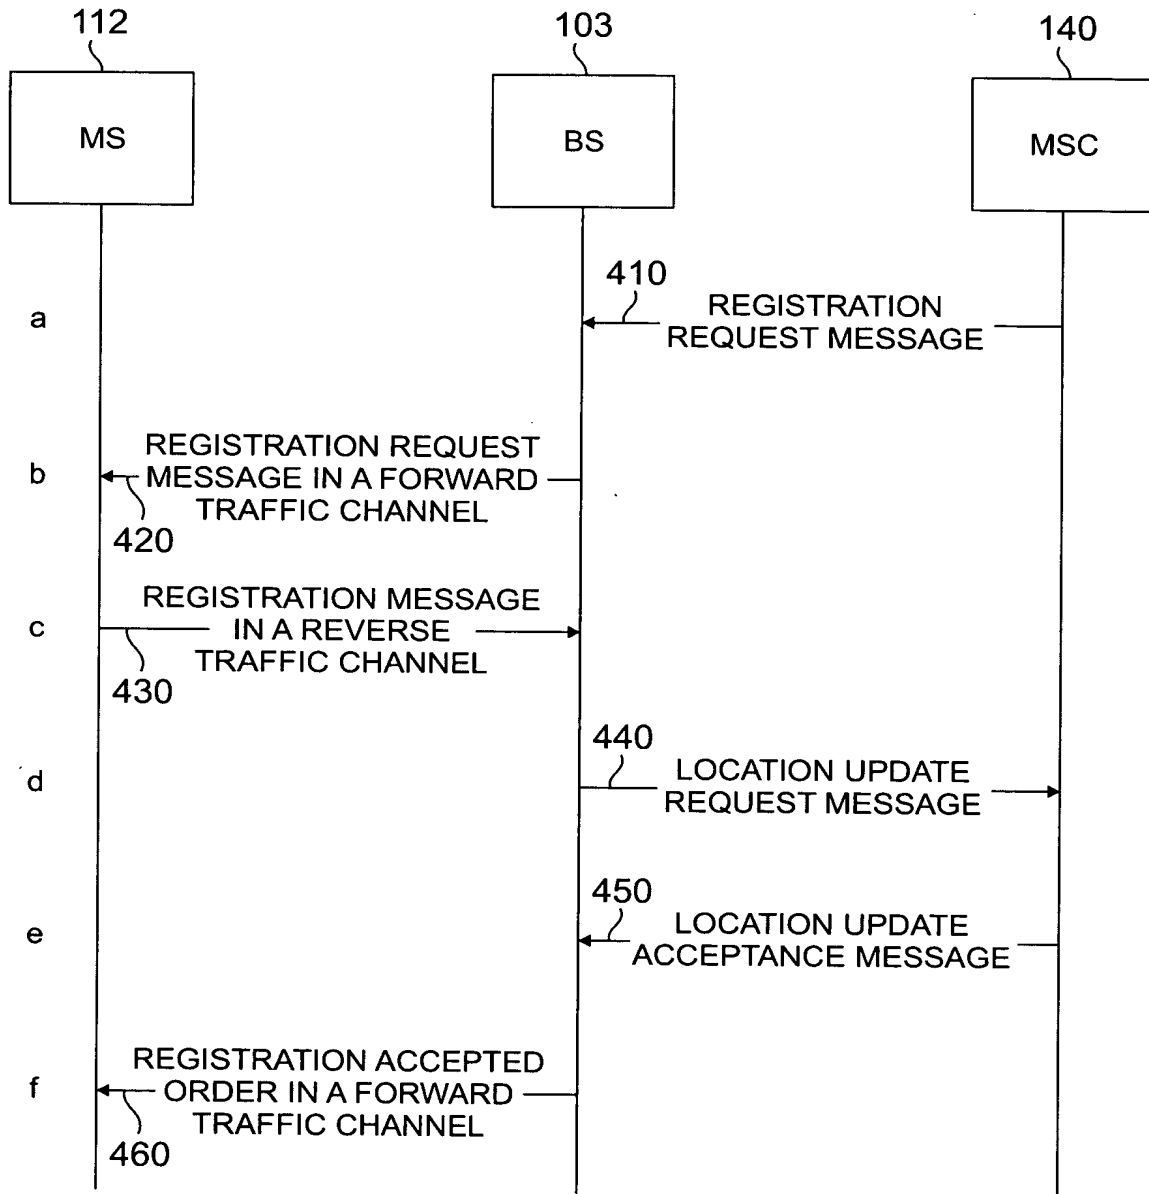 112
103
140
MS
BS
MSC
410
a
REGISTRATION
REQUEST MESSAGE
b
REGISTRATION REQUEST
MESSAGE IN A FORWARD
TRAFFIC CHANNEL
420
c
REGISTRATION MESSAGE
IN A REVERSE
TRAFFIC CHANNEL
430
440
d
LOCATION UPDATE
REQUEST MESSAGE
450
e
LOCATION UPDATE
ACCEPTANCE MESSAGE
f
REGISTRATION ACCEPTED
ORDER IN A FORWARD
TRAFFIC CHANNEL
460